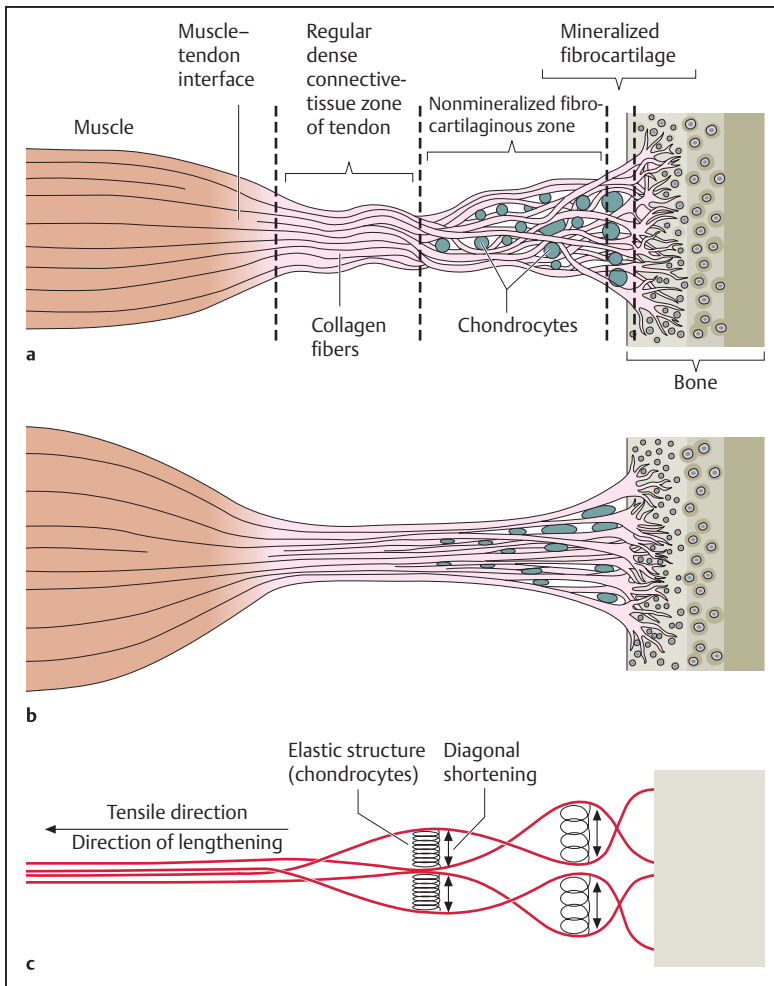 Muscle–
tendon
interface
Regular
dense
connective-
tissue zone
of tendon
Mineralized
fibrocartilage
Nonmineralized fibro-
cartilaginous zone
Muscle
Collagen
fibers
Chondrocytes
a
Bone
b
Elastic structure
(chondrocytes)
Diagonal
shortening
Tensile direction
Direction of lengthening
c